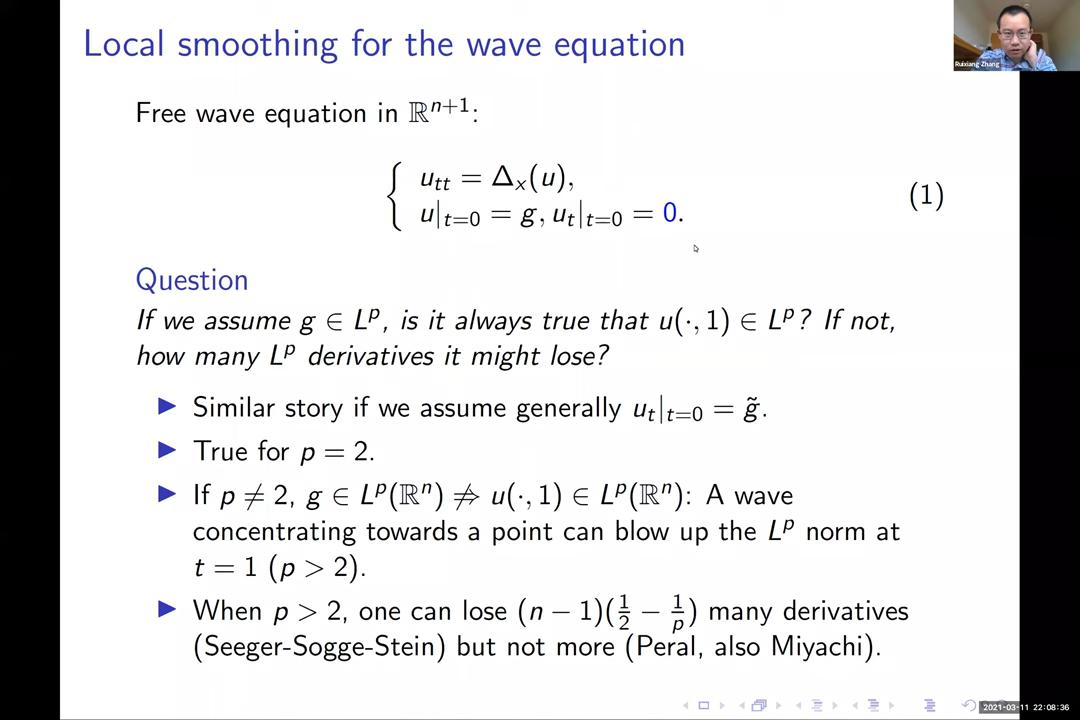 Local smoothing for the wave equation
Ruixiang Zhang
Free wave equation in ℝⁿ⁺¹:
{ u_tt = Δ_x(u),
u|_{t=0} = g, u_t|_{t=0} = 0.
(1)
Question
If we assume g ∈ Lᵖ, is it always true that u(·, 1) ∈ Lᵖ? If not,
how many Lᵖ derivatives it might lose?
▶ Similar story if we assume generally u_t|_{t=0} = g̃.
▶ True for p = 2.
▶ If p ≠ 2, g ∈ Lᵖ(ℝⁿ) ⇏ u(·, 1) ∈ Lᵖ(ℝⁿ): A wave
concentrating towards a point can blow up the Lᵖ norm at
t = 1 (p > 2).
▶ When p > 2, one can lose (n − 1)(1/2 − 1/p) many derivatives
(Seeger-Sogge-Stein) but not more (Peral, also Miyachi).
2021-03-11 22:08:36